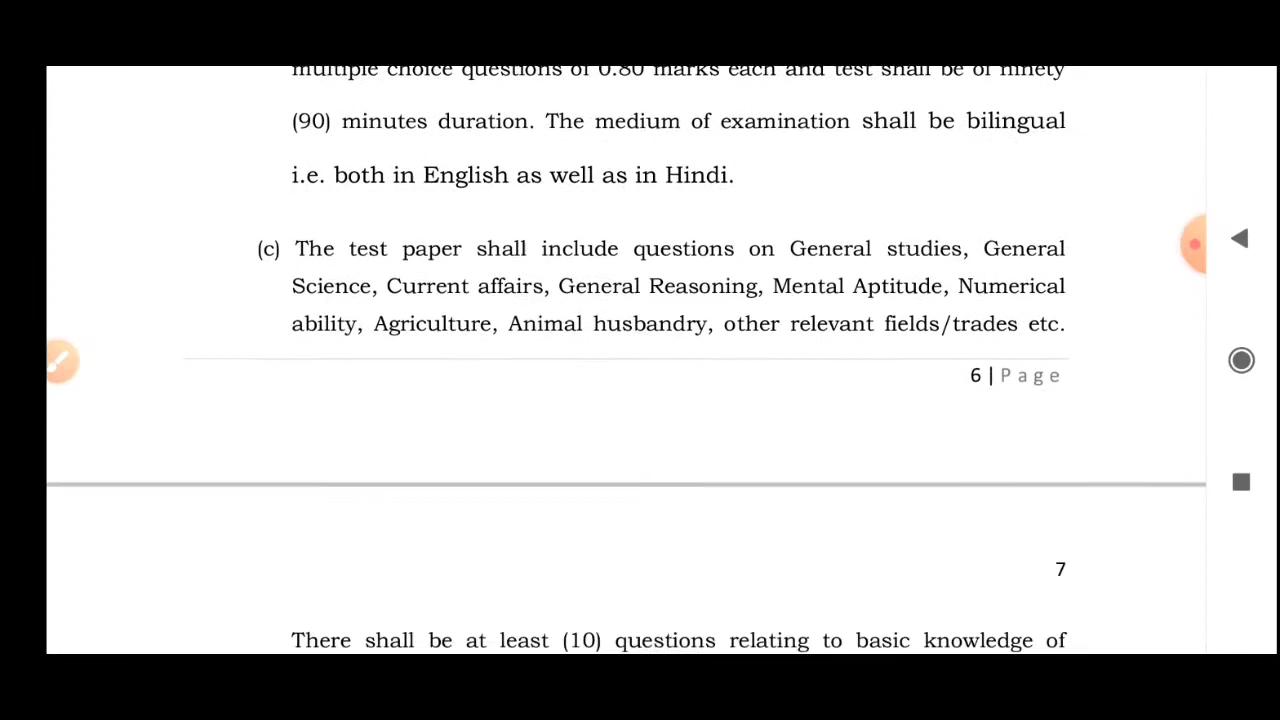 multiple choice questions of 0.80 marks each and test shall be of ninety
(90) minutes duration. The medium of examination shall be bilingual
i.e. both in English as well as in Hindi.
(c) The test paper shall include questions on General studies, General
Science, Current affairs, General Reasoning, Mental Aptitude, Numerical
ability, Agriculture, Animal husbandry, other relevant fields/trades etc.
6 | Page
7
There shall be at least (10) questions relating to basic knowledge of